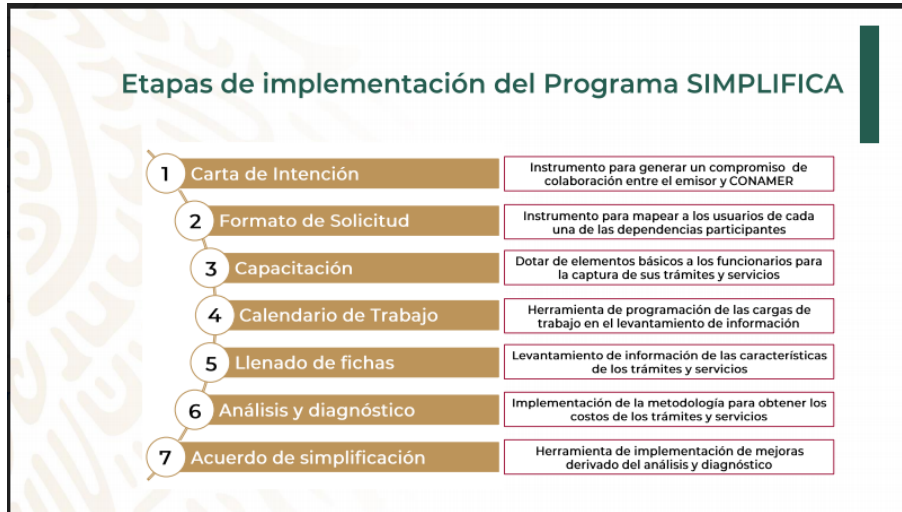 Etapas de implementación del Programa SIMPLIFICA
1 Carta de Intención
Instrumento para generar un compromiso de
colaboración entre el emisor y CONAMER
2 Formato de Solicitud
Instrumento para mapear a los usuarios de cada
una de las dependencias participantes
3 Capacitación
Dotar de elementos básicos a los funcionarios para
la captura de sus trámites y servicios
4 Calendario de Trabajo
Herramienta de programación de las cargas de
trabajo en el levantamiento de información
5 Llenado de fichas
Levantamiento de información de las características
de los trámites y servicios
6 Análisis y diagnóstico
Implementación de la metodología para obtener los
costos de los trámites y servicios
7 Acuerdo de simplificación
Herramienta de implementación de mejoras
derivado del análisis y diagnóstico